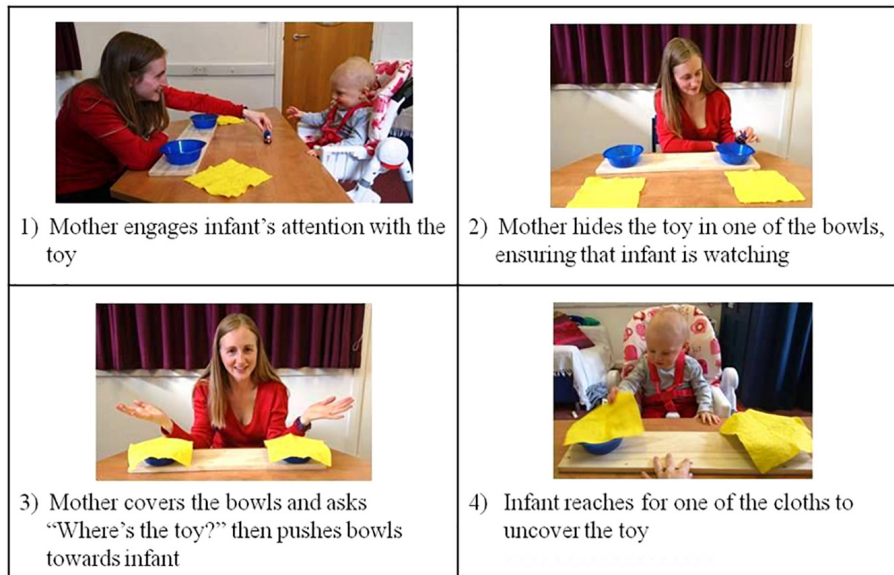 1) Mother engages infant's attention with the
toy
2) Mother hides the toy in one of the bowls,
ensuring that infant is watching
3) Mother covers the bowls and asks
“Where's the toy?” then pushes bowls
towards infant
4) Infant reaches for one of the cloths to
uncover the toy